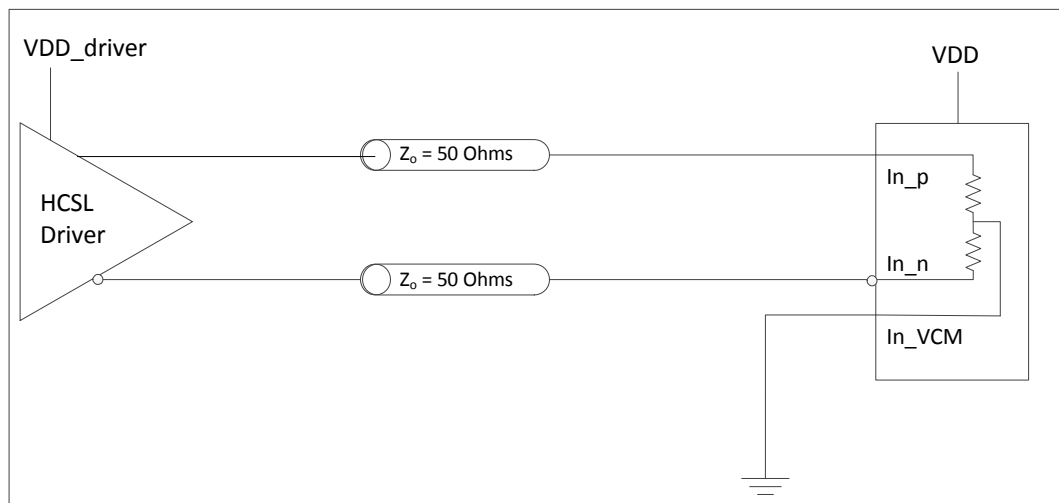 VDD_driver
VDD
Zₒ = 50 Ohms
In_p
HCSL
Driver
In_n
Zₒ = 50 Ohms
In_VCM